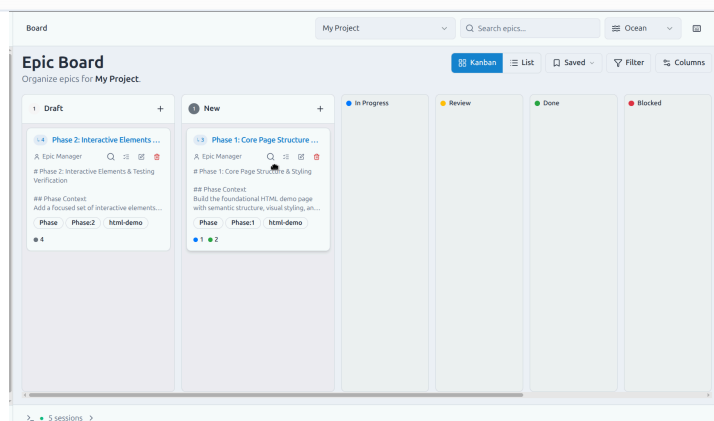 Board
My Project
Search epics...
Ocean
Epic Board
Organize epics for My Project.
Kanban
List
Saved
Filter
Columns
1 Draft +
1 New +
In Progress
Review
Done
Blocked
4 Phase 2: Interactive Elements ...
Epic Manager
# Phase 2: Interactive Elements & Testing
Verification
## Phase Context
Add a focused set of interactive elements...
Phase Phase:2 html-demo
4
3 Phase 1: Core Page Structure ...
Epic Manager
# Phase 1: Core Page Structure & Styling
## Phase Context
Build the foundational HTML demo page
with semantic structure, visual styling, an...
Phase Phase:1 html-demo
1 2
5 sessions